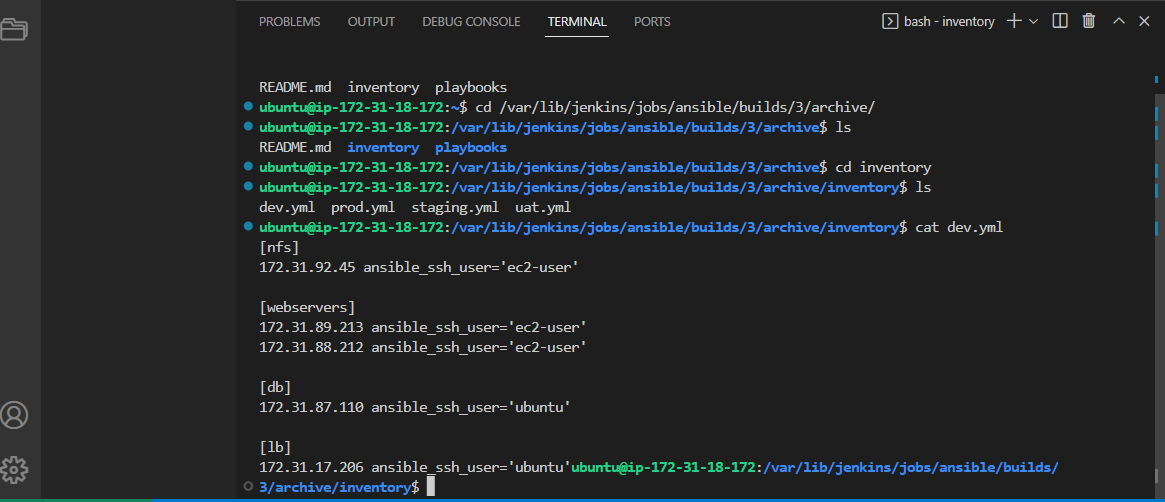 PROBLEMS OUTPUT DEBUG CONSOLE TERMINAL PORTS bash - inventory
README.md  inventory  playbooks
ubuntu@ip-172-31-18-172:~$ cd /var/lib/jenkins/jobs/ansible/builds/3/archive/
ubuntu@ip-172-31-18-172:/var/lib/jenkins/jobs/ansible/builds/3/archive$ ls
README.md  inventory  playbooks
ubuntu@ip-172-31-18-172:/var/lib/jenkins/jobs/ansible/builds/3/archive$ cd inventory
ubuntu@ip-172-31-18-172:/var/lib/jenkins/jobs/ansible/builds/3/archive/inventory$ ls
dev.yml  prod.yml  staging.yml  uat.yml
ubuntu@ip-172-31-18-172:/var/lib/jenkins/jobs/ansible/builds/3/archive/inventory$ cat dev.yml
[nfs]
172.31.92.45 ansible_ssh_user='ec2-user'
[webservers]
172.31.89.213 ansible_ssh_user='ec2-user'
172.31.88.212 ansible_ssh_user='ec2-user'
[db]
172.31.87.110 ansible_ssh_user='ubuntu'
[lb]
172.31.17.206 ansible_ssh_user='ubuntu'ubuntu@ip-172-31-18-172:/var/lib/jenkins/jobs/ansible/builds/
3/archive/inventory$